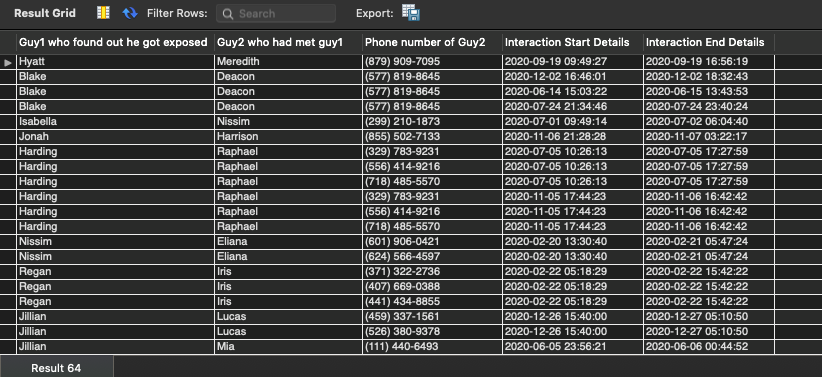 Result Grid Filter Rows: Search Export:
Guy1 who found out he got exposed Guy2 who had met guy1 Phone number of Guy2 Interaction Start Details Interaction End Details
Hyatt Meredith (879) 909-7095 2020-09-19 09:49:27 2020-09-19 16:56:19
Blake Deacon (577) 819-8645 2020-12-02 16:46:01 2020-12-02 18:32:43
Blake Deacon (577) 819-8645 2020-06-14 15:03:22 2020-06-15 13:43:53
Blake Deacon (577) 819-8645 2020-07-24 21:34:46 2020-07-24 23:40:24
Isabella Nissim (299) 210-1873 2020-07-01 09:49:14 2020-07-02 06:04:40
Jonah Harrison (855) 502-7133 2020-11-06 21:28:28 2020-11-07 03:22:17
Harding Raphael (329) 783-9231 2020-07-05 10:26:13 2020-07-05 17:27:59
Harding Raphael (556) 414-9216 2020-07-05 10:26:13 2020-07-05 17:27:59
Harding Raphael (718) 485-5570 2020-07-05 10:26:13 2020-07-05 17:27:59
Harding Raphael (329) 783-9231 2020-11-05 17:44:23 2020-11-06 16:42:42
Harding Raphael (556) 414-9216 2020-11-05 17:44:23 2020-11-06 16:42:42
Harding Raphael (718) 485-5570 2020-11-05 17:44:23 2020-11-06 16:42:42
Nissim Eliana (601) 906-0421 2020-02-20 13:30:40 2020-02-21 05:47:24
Nissim Eliana (624) 566-4597 2020-02-20 13:30:40 2020-02-21 05:47:24
Regan Iris (371) 322-2736 2020-02-22 05:18:29 2020-02-22 15:42:22
Regan Iris (407) 669-0388 2020-02-22 05:18:29 2020-02-22 15:42:22
Regan Iris (441) 434-8855 2020-02-22 05:18:29 2020-02-22 15:42:22
Jillian Lucas (459) 337-1561 2020-12-26 15:40:00 2020-12-27 05:10:50
Jillian Lucas (526) 380-9378 2020-12-26 15:40:00 2020-12-27 05:10:50
Jillian Mia (111) 440-6493 2020-06-05 23:56:21 2020-06-06 00:44:52
Result 64